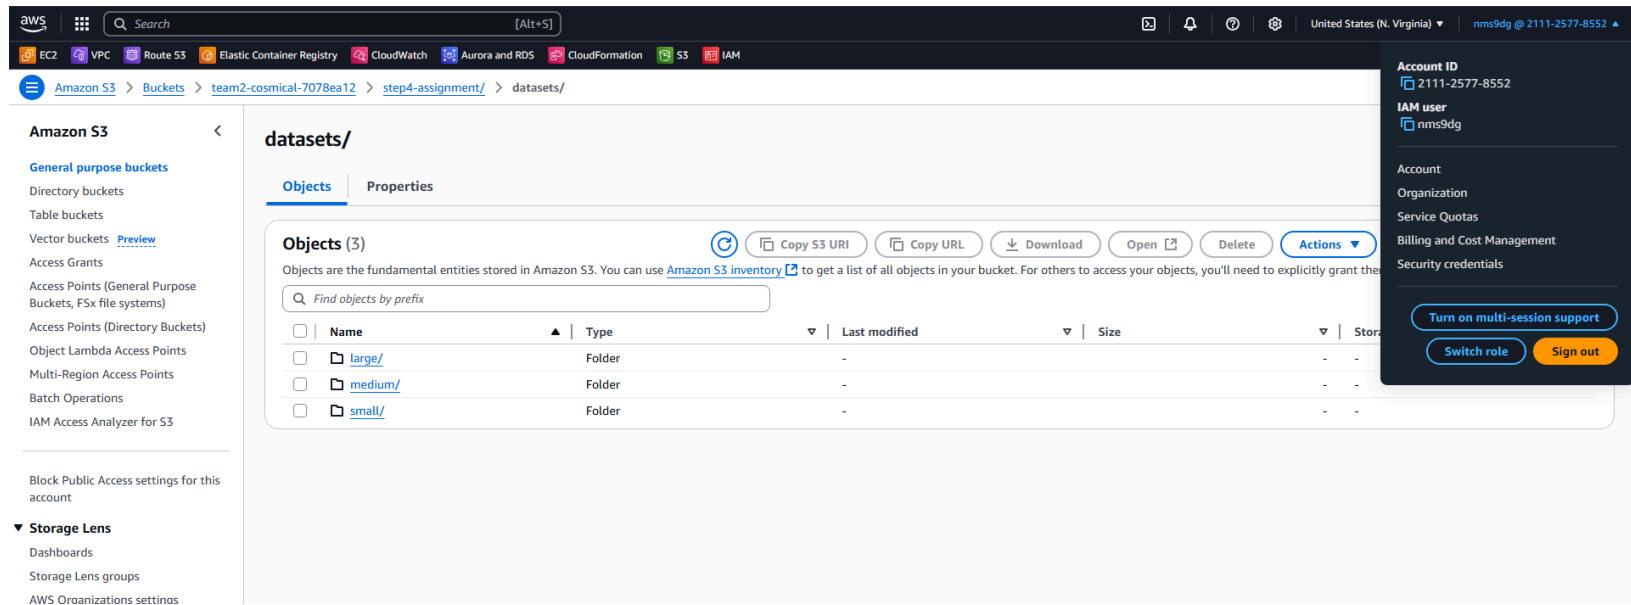 aws
Search [Alt+S]
United States (N. Virginia) ▼ nms9dg @ 2111-2577-8552 ▲
EC2 VPC Route 53 Elastic Container Registry CloudWatch Aurora and RDS CloudFormation S3 IAM
Amazon S3 > Buckets > team2-cosmical-7078ea12 > step4-assignment/ > datasets/
Account ID
2111-2577-8552
IAM user
nms9dg
Account
Organization
Service Quotas
Billing and Cost Management
Security credentials
Turn on multi-session support
Switch role Sign out
Amazon S3
General purpose buckets
Directory buckets
Table buckets
Vector buckets Preview
Access Grants
Access Points (General Purpose
Buckets, FSx file systems)
Access Points (Directory Buckets)
Object Lambda Access Points
Multi-Region Access Points
Batch Operations
IAM Access Analyzer for S3
Block Public Access settings for this
account
Storage Lens
Dashboards
Storage Lens groups
AWS Organizations settings
datasets/
Objects Properties
Objects (3)
Copy S3 URI Copy URL Download Open Delete Actions ▼
Objects are the fundamental entities stored in Amazon S3. You can use Amazon S3 inventory to get a list of all objects in your bucket. For others to access your objects, you'll need to explicitly grant
Find objects by prefix
Name Type Last modified Size
large/ Folder - - -
medium/ Folder - - -
small/ Folder - - -